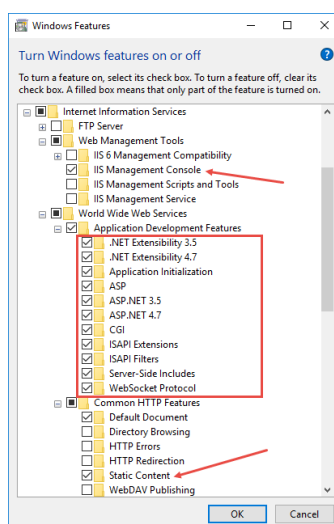 Windows Features
Turn Windows features on or off
To turn a feature on, select its check box. To turn a feature off, clear its
check box. A filled box means that only part of the feature is turned on.
Internet Information Services
FTP Server
Web Management Tools
IIS 6 Management Compatibility
IIS Management Console
IIS Management Scripts and Tools
IIS Management Service
World Wide Web Services
Application Development Features
.NET Extensibility 3.5
.NET Extensibility 4.7
Application Initialization
ASP
ASP.NET 3.5
ASP.NET 4.7
CGI
ISAPI Extensions
ISAPI Filters
Server-Side Includes
WebSocket Protocol
Common HTTP Features
Default Document
Directory Browsing
HTTP Errors
HTTP Redirection
Static Content
WebDAV Publishing
OK Cancel